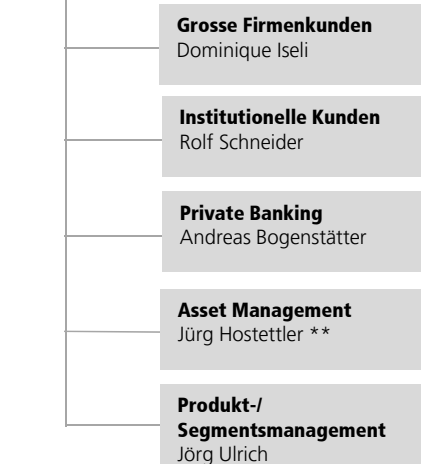 Grosse Firmenkunden
Dominique Iseli
Institutionelle Kunden
Rolf Schneider
Private Banking
Andreas Bogenstätter
Asset Management
Jürg Hostettler **
Produkt-/
Segmentsmanagement
Jörg Ulrich